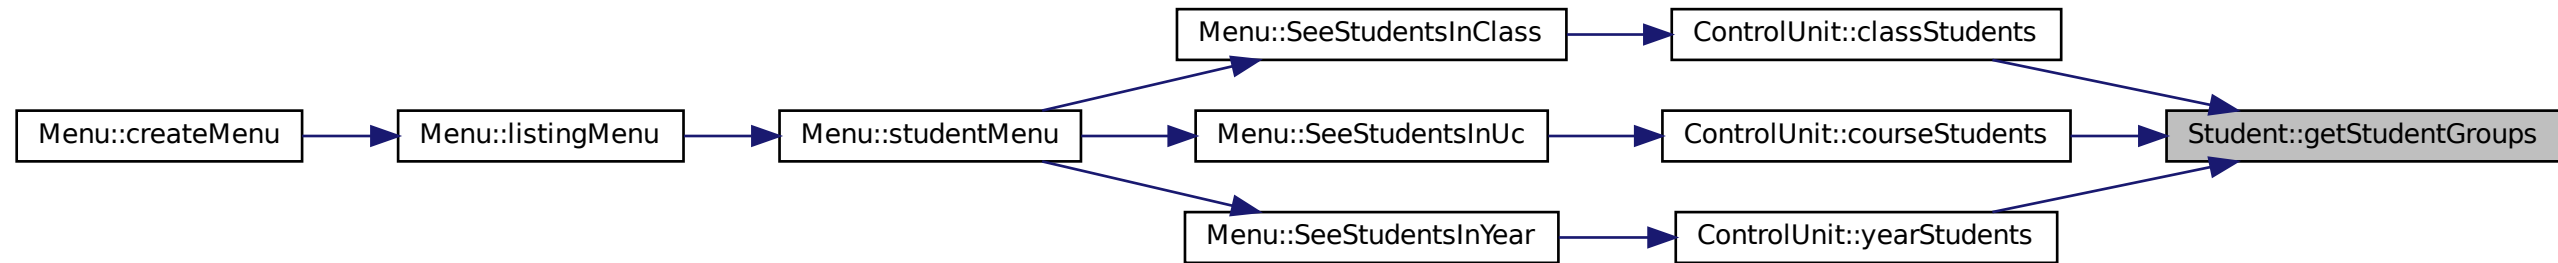 Menu::SeeStudentsInClass
ControlUnit::classStudents
Menu::createMenu
Menu::listingMenu
Menu::studentMenu
Menu::SeeStudentsInUc
ControlUnit::courseStudents
Student::getStudentGroups
Menu::SeeStudentsInYear
ControlUnit::yearStudents